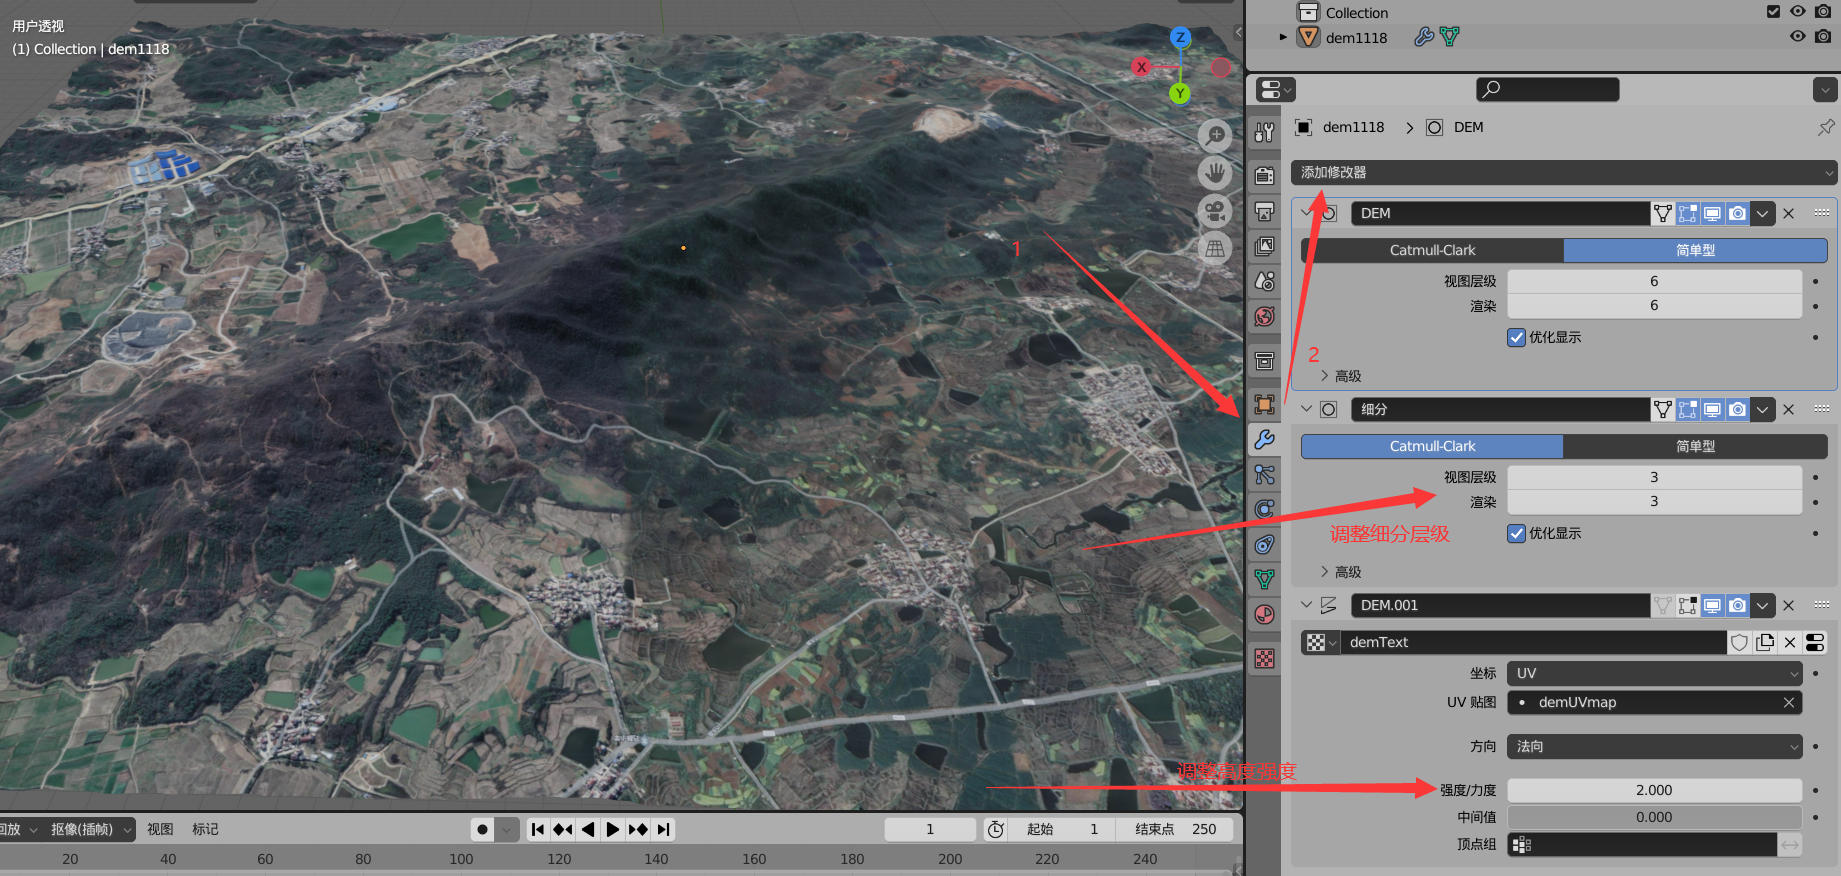 用户透视
(1) Collection | dem1118
Z
X
Y
Collection
dem1118
dem1118
DEM
添加修改器
DEM
Catmull-Clark 简单型
视图层级 6
渲染 6
优化显示
高级
细分
Catmull-Clark 简单型
视图层级 3
渲染 3
优化显示
高级
DEM.001
demText
坐标 UV
UV 贴图 demUVmap
方向 法向
强度/力度 2.000
中间值 0.000
顶点组
1
2
调整细分层级
调整高度强度
回放 抠像(插帧) 视图 标记
1 起始 1 结束点 250
20 40 60 80 100 120 140 160 180 200 220 240